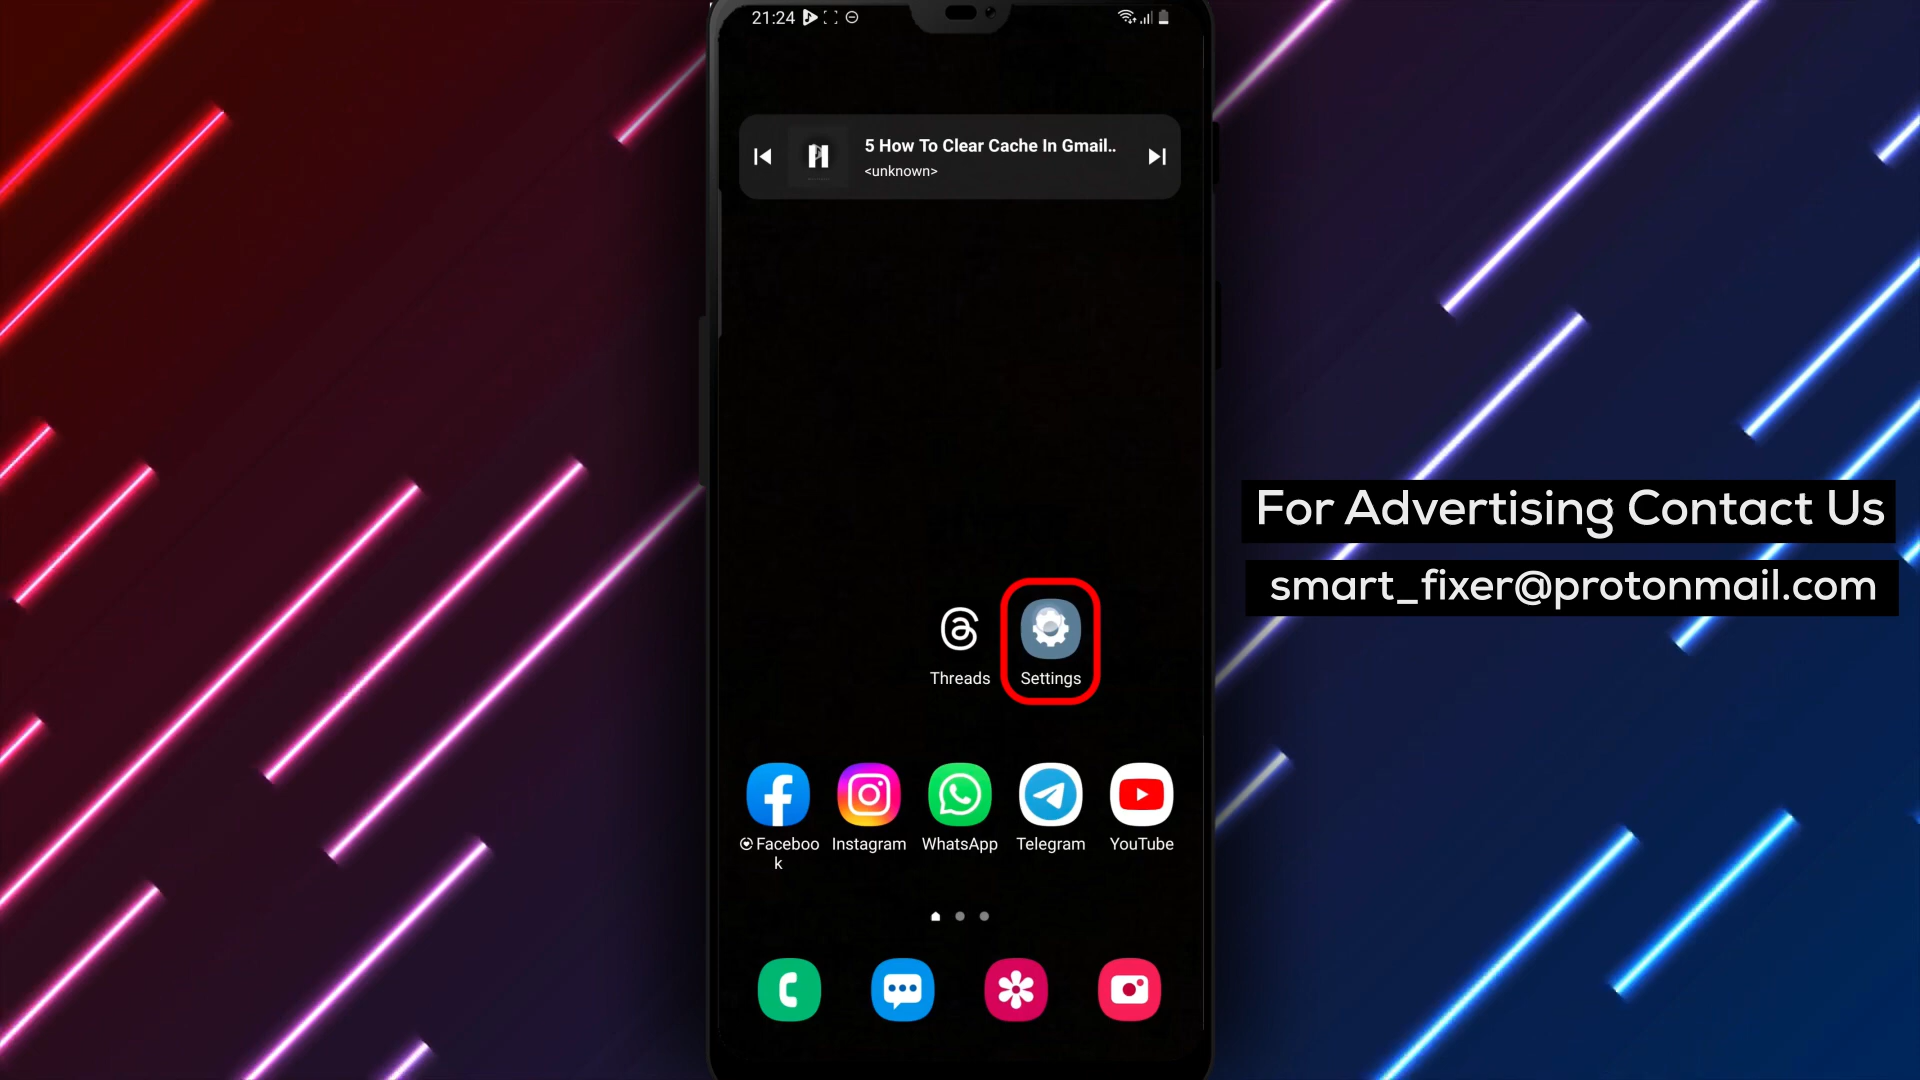 21:24
5 How To Clear Cache In Gmail..
<unknown>
For Advertising Contact Us
smart_fixer@protonmail.com
Threads
Settings
Faceboo
k
Instagram
WhatsApp
Telegram
YouTube